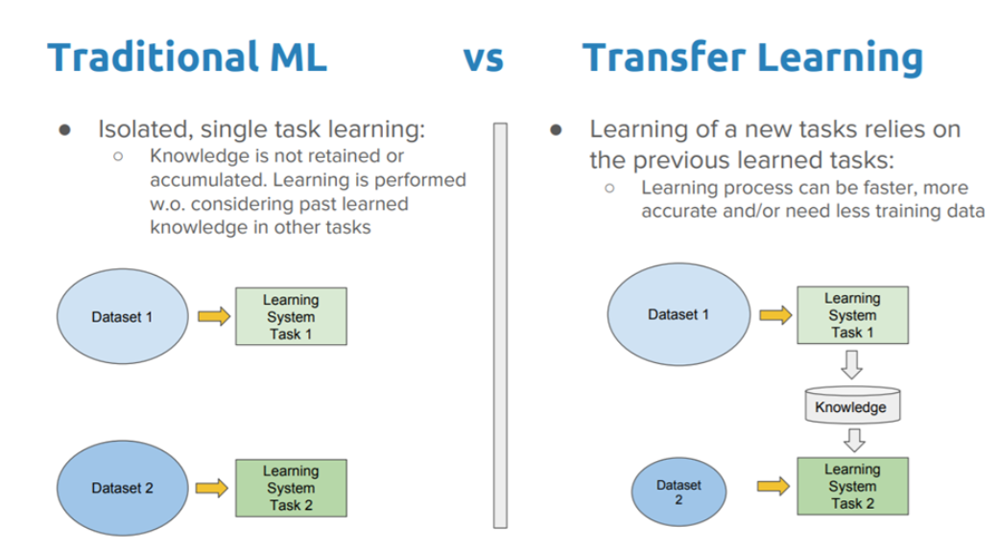 Traditional ML vs Transfer Learning
● Isolated, single task learning:
○ Knowledge is not retained or
accumulated. Learning is performed
w.o. considering past learned
knowledge in other tasks
Dataset 1
Learning
System
Task 1
Dataset 2
Learning
System
Task 2
● Learning of a new tasks relies on
the previous learned tasks:
○ Learning process can be faster, more
accurate and/or need less training data
Dataset 1
Learning
System
Task 1
Knowledge
Dataset
2
Learning
System
Task 2